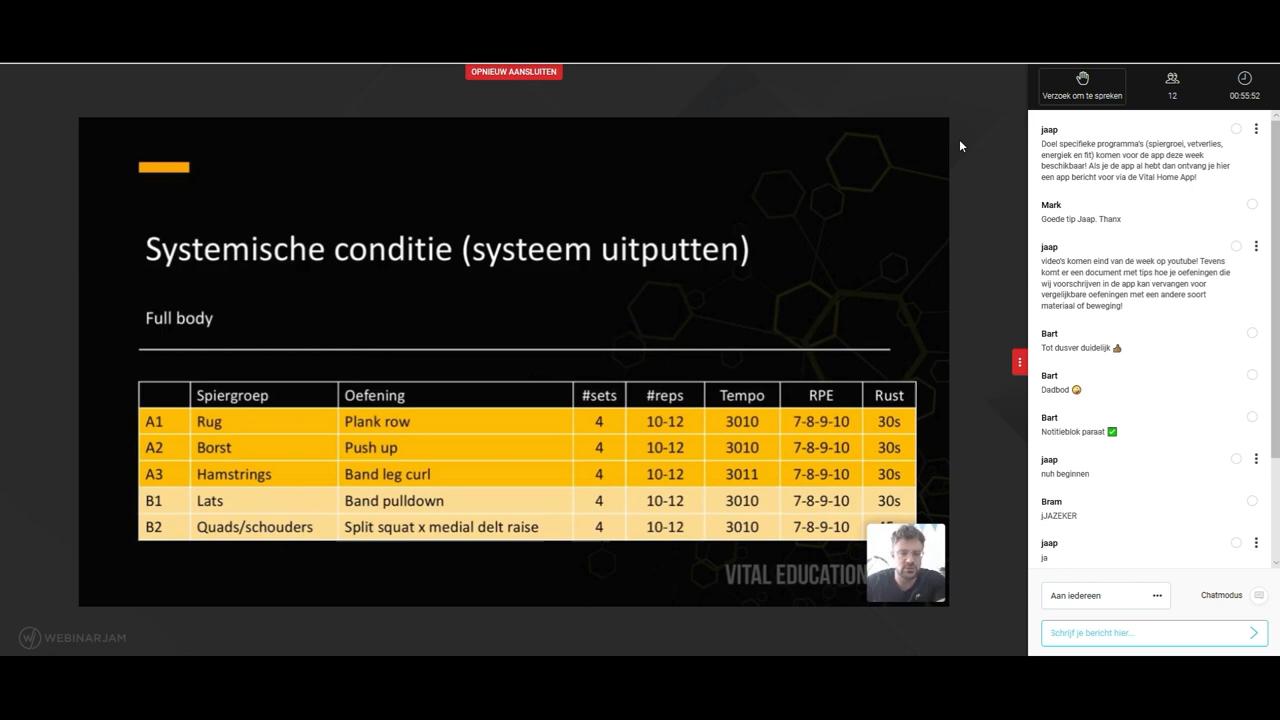 OPNIEUW AANSLUITEN
Verzoek om te spreken
12
00:55:52
Systemische conditie (systeem uitputten)
Full body
Spiergroep Oefening #sets #reps Tempo RPE Rust
A1 Rug Plank row 4 10-12 3010 7-8-9-10 30s
A2 Borst Push up 4 10-12 3010 7-8-9-10 30s
A3 Hamstrings Band leg curl 4 10-12 3011 7-8-9-10 30s
B1 Lats Band pulldown 4 10-12 3010 7-8-9-10 30s
B2 Quads/schouders Split squat x medial delt raise 4 10-12 3010 7-8-9-10
VITAL EDUCATION
WEBINARJAM
jaap
Doel specifieke programma's (spiergroei, vetverlies,
energiek en fit) komen voor de app deze week
beschikbaar! Als je de app al hebt dan ontvang je hier
een app bericht voor via de Vital Home App!
Mark
Goede tip Jaap. Thanx
jaap
video's komen eind van de week op youtube! Tevens
komt er een document met tips hoe je oefeningen die
wij voorschrijven in de app kan vervangen voor
vergelijkbare oefeningen met een andere soort
materiaal of beweging!
Bart
Tot dusver duidelijk 👍🏾
Bart
Dadbod 🤪
Bart
Notitieblok paraat ✅
jaap
nuh beginnen
Bram
jJAZEKER
jaap
ja
Aan iedereen
Chatmodus
Schrijf je bericht hier...